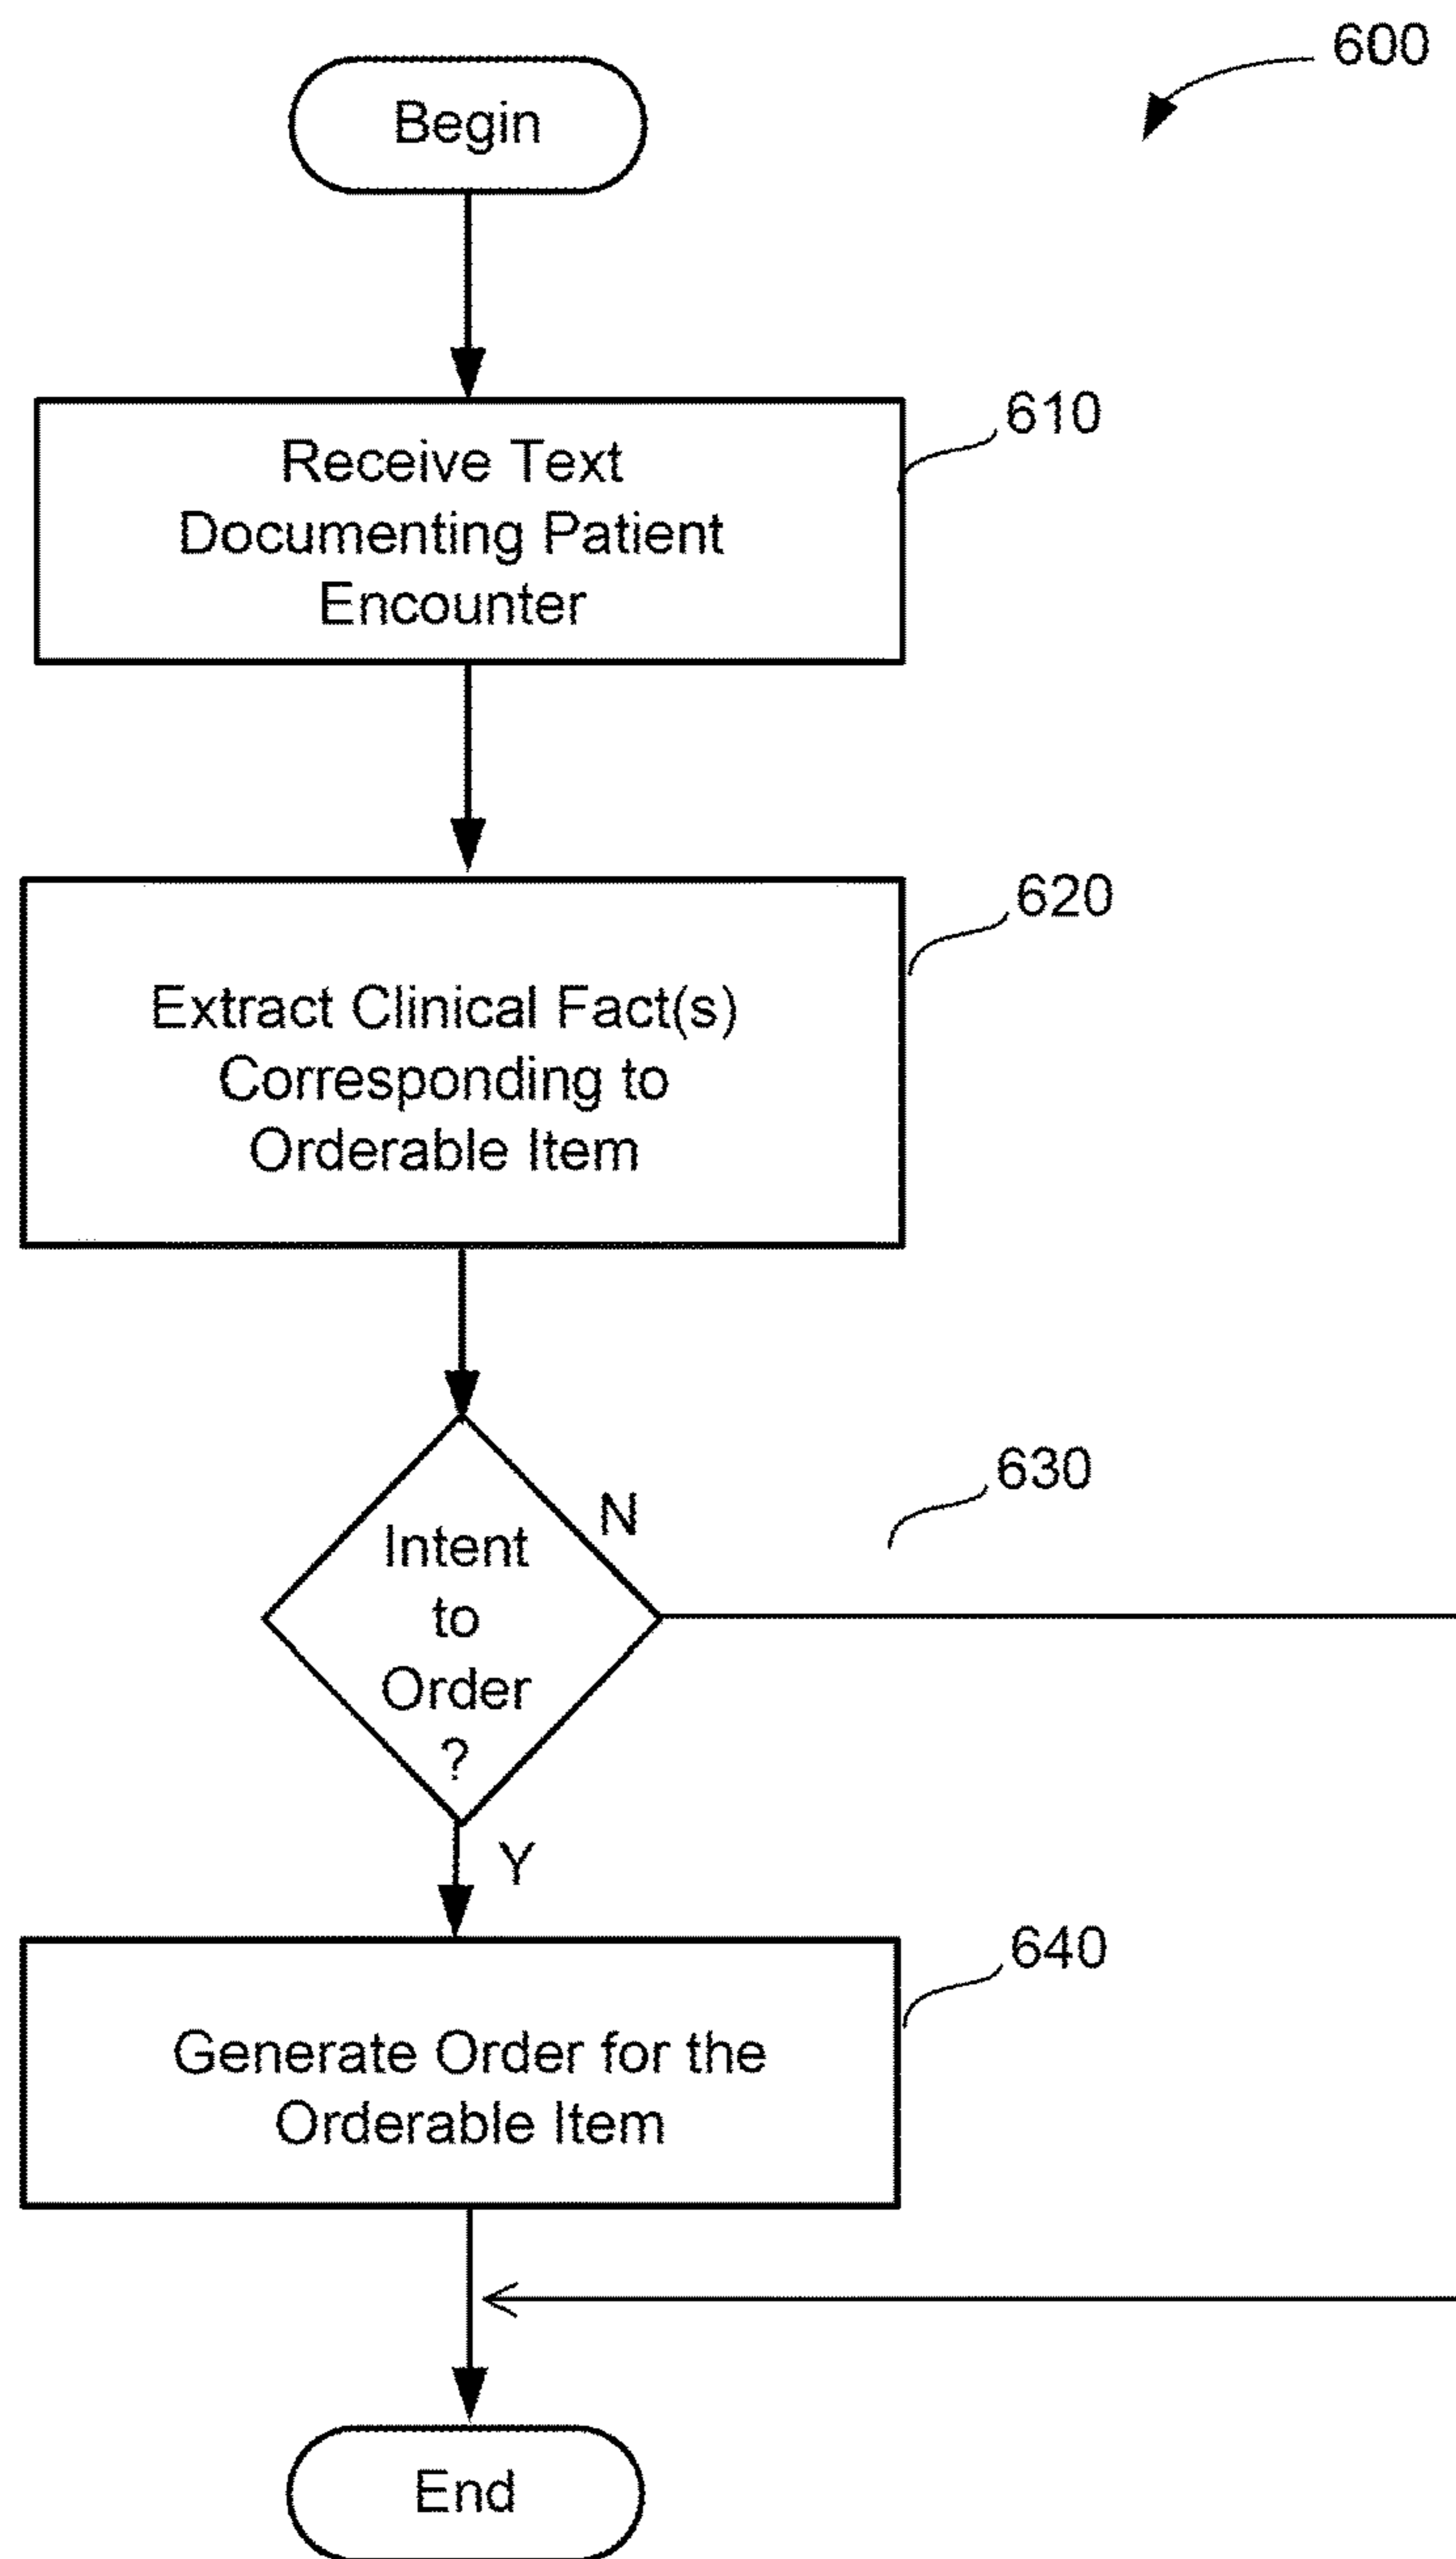 600
Begin
610
Receive Text
Documenting Patient
Encounter
620
Extract Clinical Fact(s)
Corresponding to
Orderable Item
630
N
Intent
to
Order
?
Y
640
Generate Order for the
Orderable Item
End